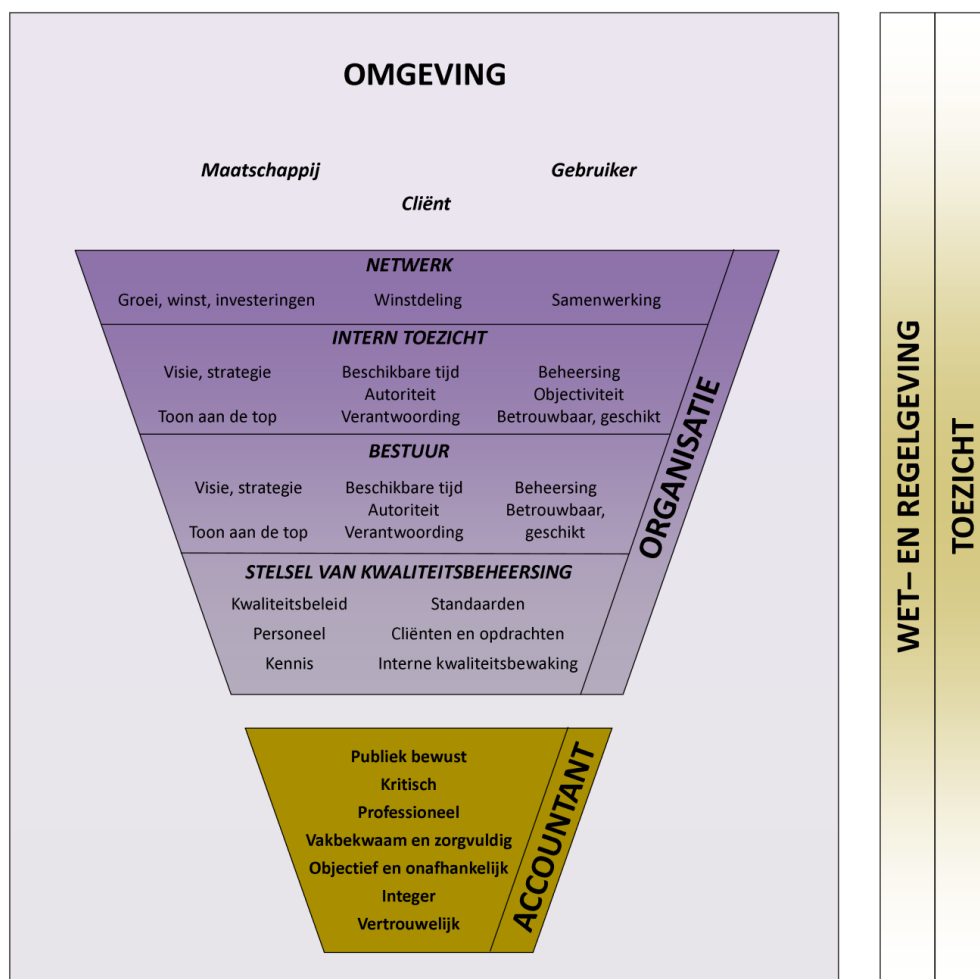 OMGEVING
Maatschappij
Gebruiker
Cliënt
NETWERK
Groei, winst, investeringen Winstdeling Samenwerking
INTERN TOEZICHT
Visie, strategie Beschikbare tijd Beheersing
Autoriteit Objectiviteit
Toon aan de top Verantwoording Betrouwbaar, geschikt
BESTUUR
Visie, strategie Beschikbare tijd Beheersing
Autoriteit Betrouwbaar,
Toon aan de top Verantwoording geschikt
STELSEL VAN KWALITEITSBEHEERSING
Kwaliteitsbeleid Standaarden
Personeel Cliënten en opdrachten
Kennis Interne kwaliteitsbewaking
ORGANISATIE
Publiek bewust
Kritisch
Professioneel
Vakbekwaam en zorgvuldig
Objectief en onafhankelijk
Integer
Vertrouwelijk
ACCOUNTANT
WET– EN REGELGEVING
TOEZICHT